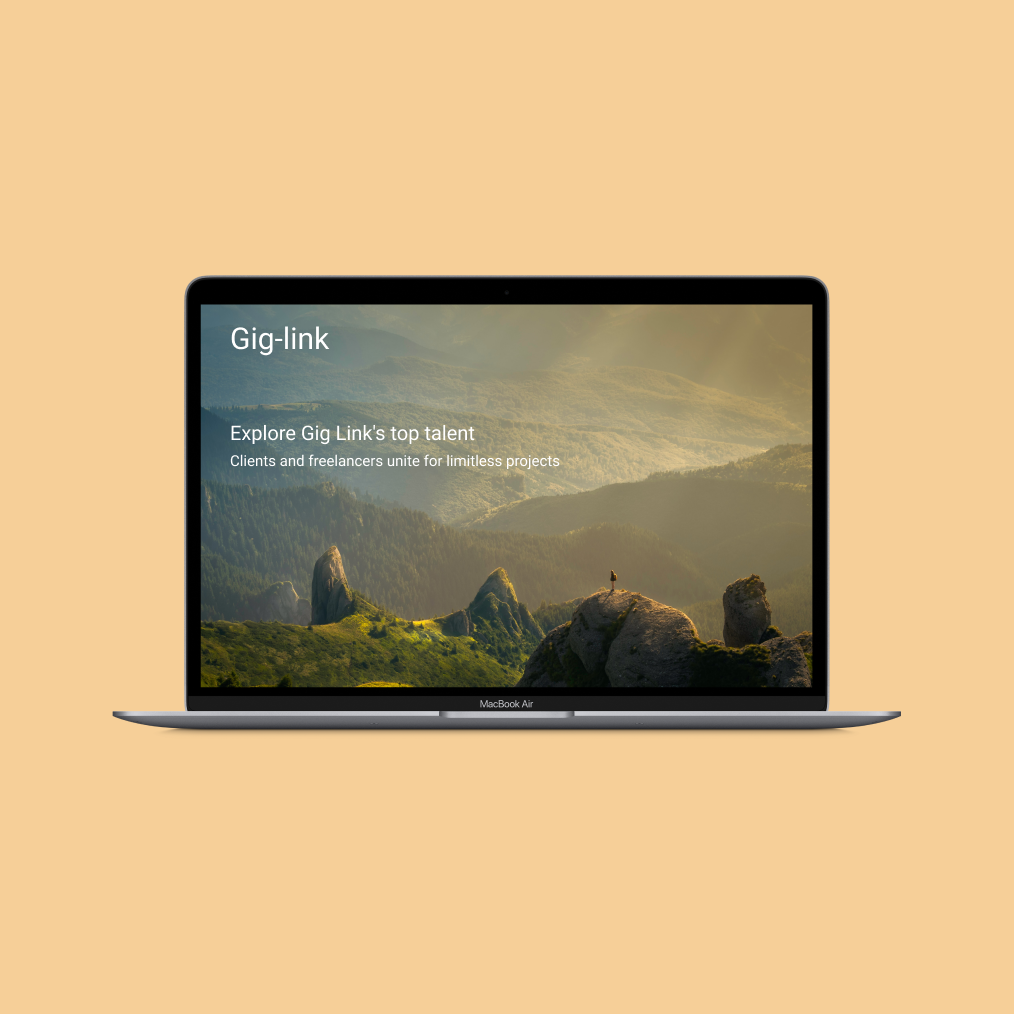 Gig-link
Explore Gig Link's top talent
Clients and freelancers unite for limitless projects
MacBook Air